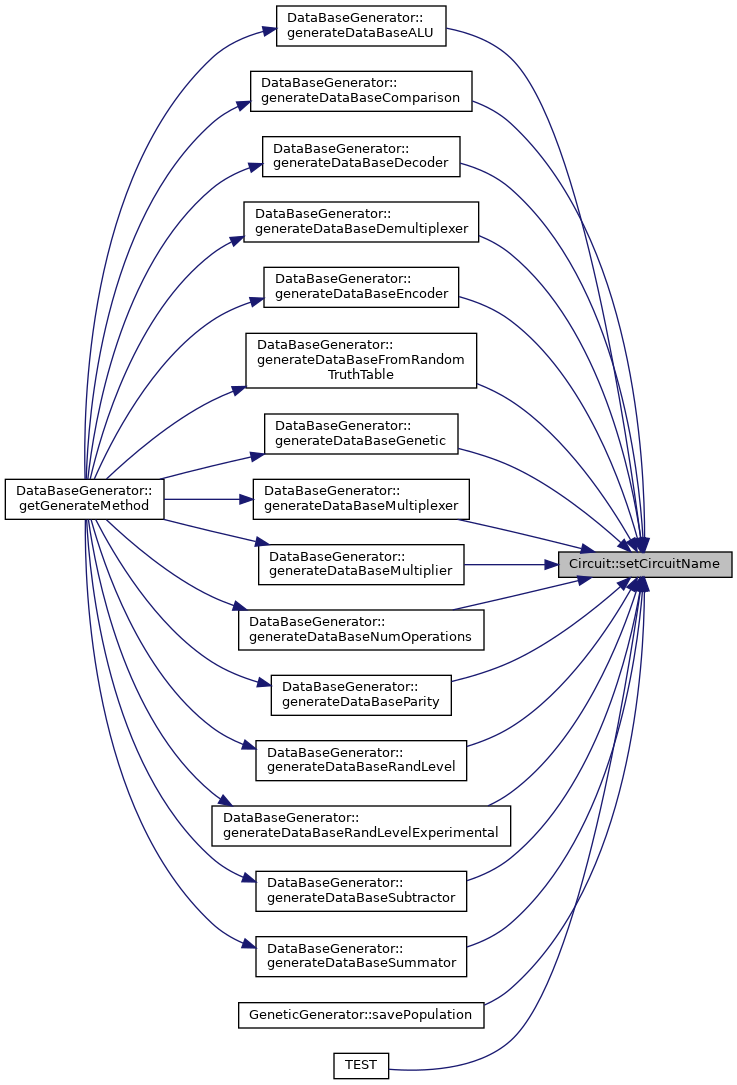 DataBaseGenerator::
generateDataBaseALU
DataBaseGenerator::
generateDataBaseComparison
DataBaseGenerator::
generateDataBaseDecoder
DataBaseGenerator::
generateDataBaseDemultiplexer
DataBaseGenerator::
generateDataBaseEncoder
DataBaseGenerator::
generateDataBaseFromRandom
TruthTable
DataBaseGenerator::
generateDataBaseGenetic
DataBaseGenerator::
getGenerateMethod
DataBaseGenerator::
generateDataBaseMultiplexer
DataBaseGenerator::
generateDataBaseMultiplier
Circuit::setCircuitName
DataBaseGenerator::
generateDataBaseNumOperations
DataBaseGenerator::
generateDataBaseParity
DataBaseGenerator::
generateDataBaseRandLevel
DataBaseGenerator::
generateDataBaseRandLevelExperimental
DataBaseGenerator::
generateDataBaseSubtractor
DataBaseGenerator::
generateDataBaseSummator
GeneticGenerator::savePopulation
TEST